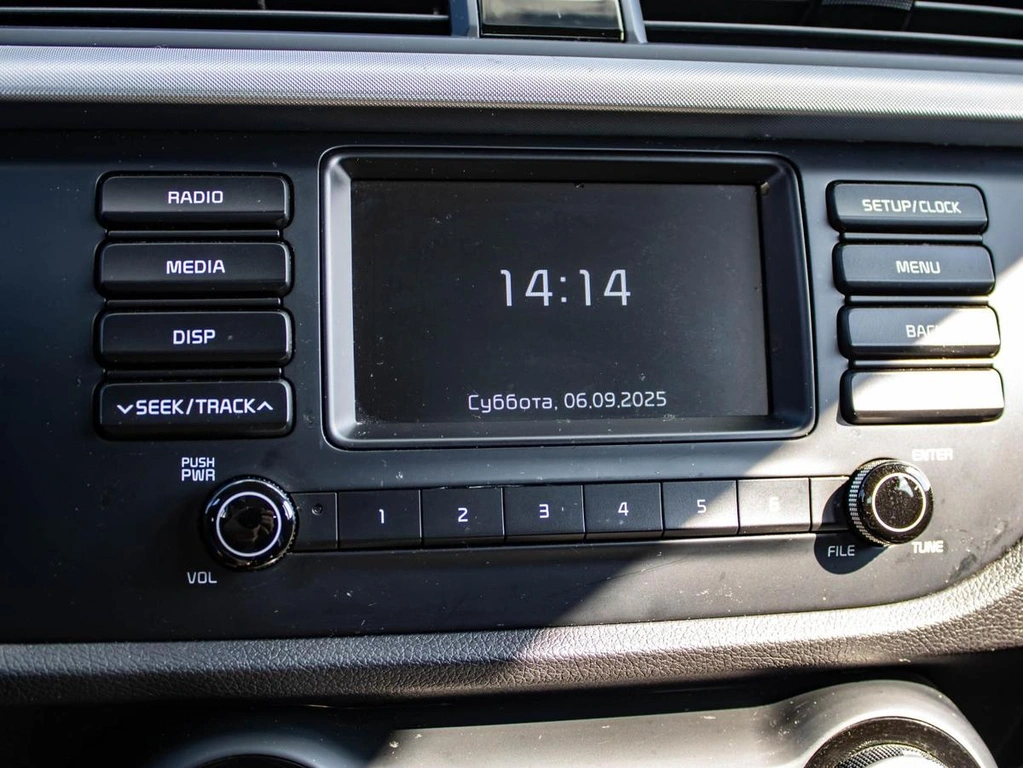 RADIO
MEDIA
DISP
SEEK/TRACK
PUSH
PWR
VOL
14:14
Суббота, 06.09.2025
1 2 3 4 5 6
SETUP/CLOCK
MENU
BACK
ENTER
FILE
TUNE